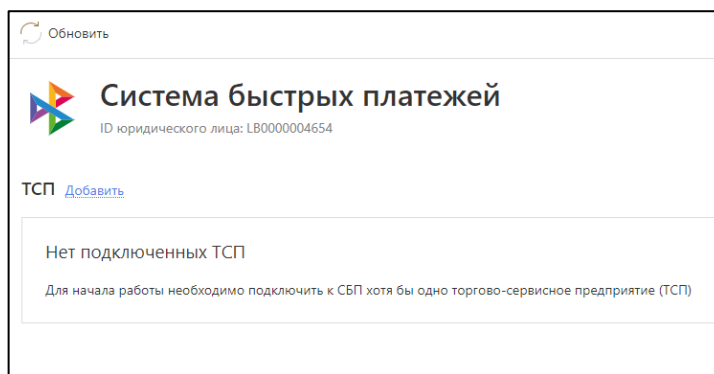 Обновить
Система быстрых платежей
ID юридического лица: LB0000004654
ТСП Добавить
Нет подключенных ТСП
Для начала работы необходимо подключить к СБП хотя бы одно торгово-сервисное предприятие (ТСП)